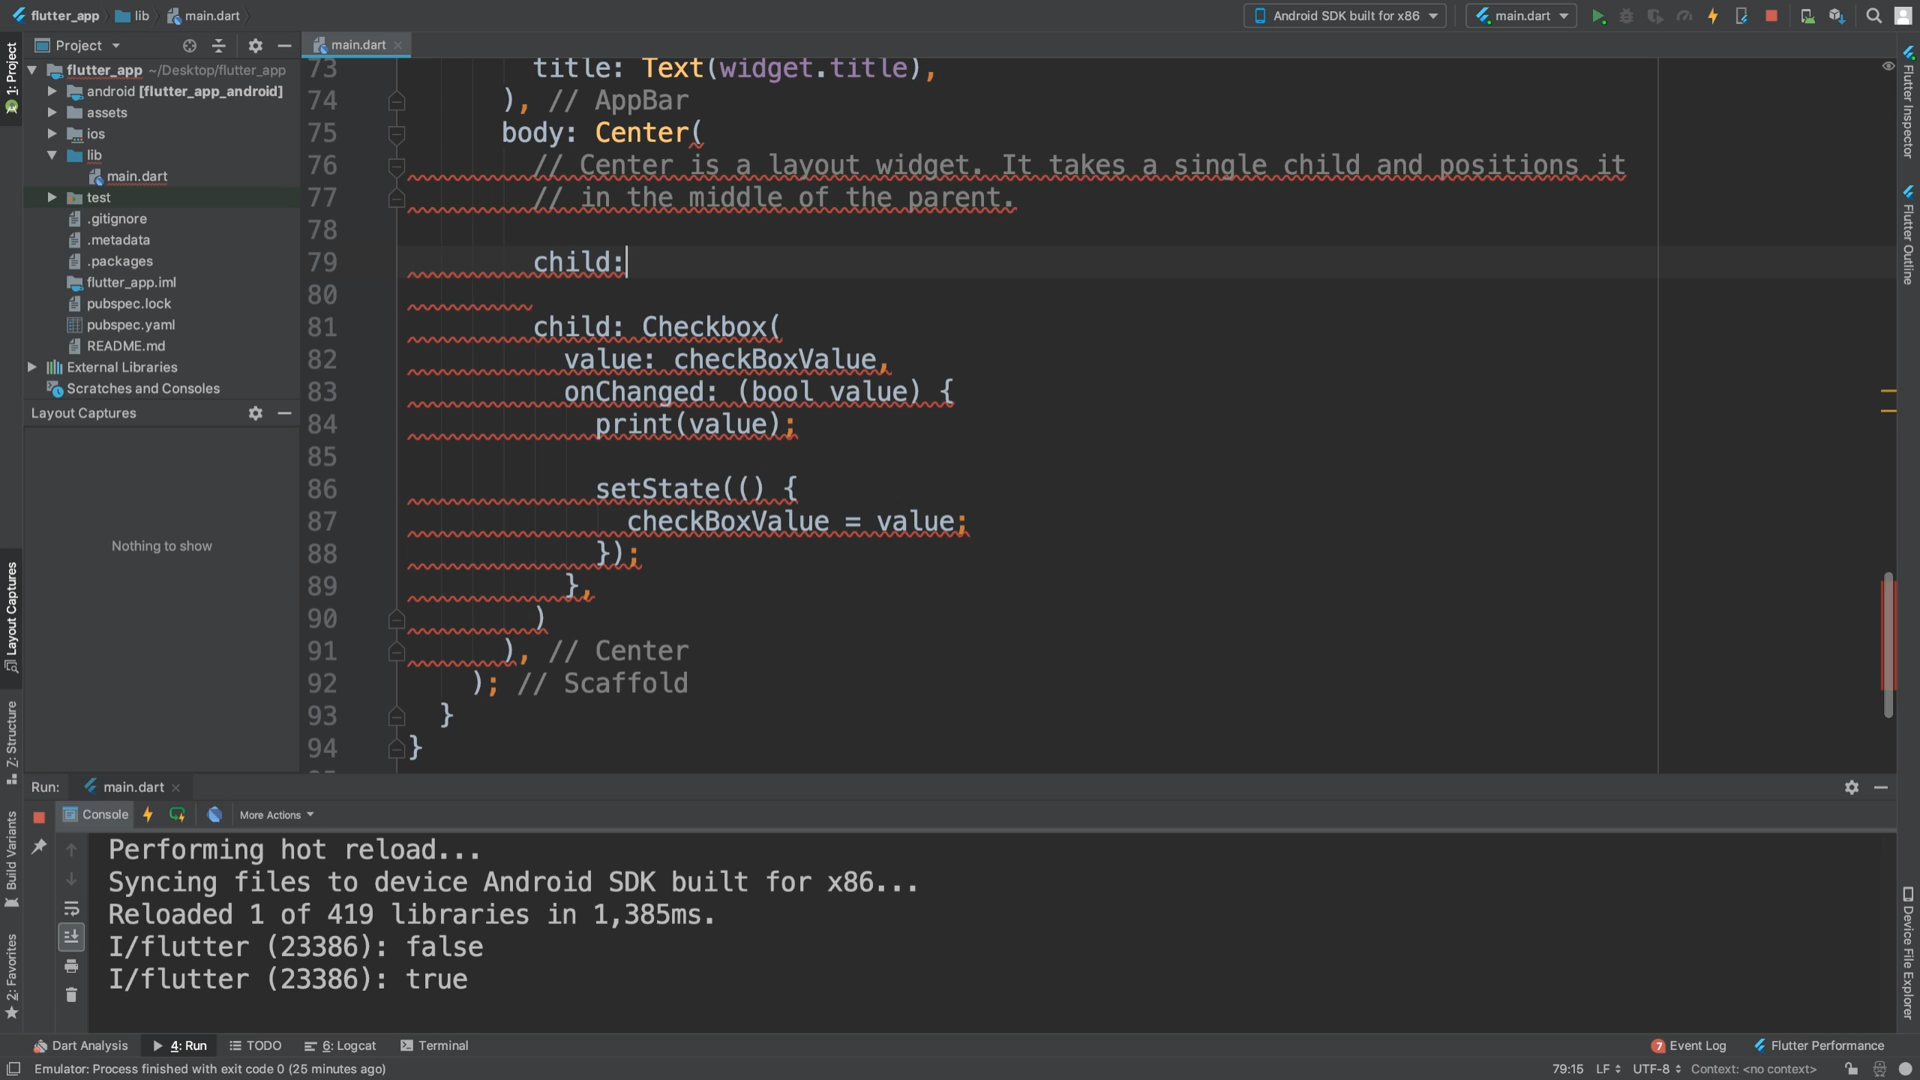 flutter_app lib main.dart
Android SDK built for x86 main.dart
1: Project
Project
main.dart
flutter_app ~/Desktop/flutter_app
android [flutter_app_android]
assets
ios
lib
main.dart
test
.gitignore
.metadata
.packages
flutter_app.iml
pubspec.lock
pubspec.yaml
README.md
External Libraries
Scratches and Consoles
Layout Captures
Nothing to show
Layout Captures
Z: Structure
Build Variants
2: Favorites
73 title: Text(widget.title),
74 ), // AppBar
75 body: Center(
76 // Center is a layout widget. It takes a single child and positions it
77 // in the middle of the parent.
78
79 child:
80
81 child: Checkbox(
82 value: checkBoxValue,
83 onChanged: (bool value) {
84 print(value);
85
86 setState(() {
87 checkBoxValue = value;
88 });
89 },
90 )
91 ), // Center
92 ); // Scaffold
93 }
94 }
Flutter Inspector
Flutter Outline
Device File Explorer
Run: main.dart
Console More Actions
Performing hot reload...
Syncing files to device Android SDK built for x86...
Reloaded 1 of 419 libraries in 1,385ms.
I/flutter (23386): false
I/flutter (23386): true
Dart Analysis 4: Run TODO 6: Logcat Terminal 7 Event Log Flutter Performance
Emulator: Process finished with exit code 0 (25 minutes ago) 79:15 LF UTF-8 Context: <no context>